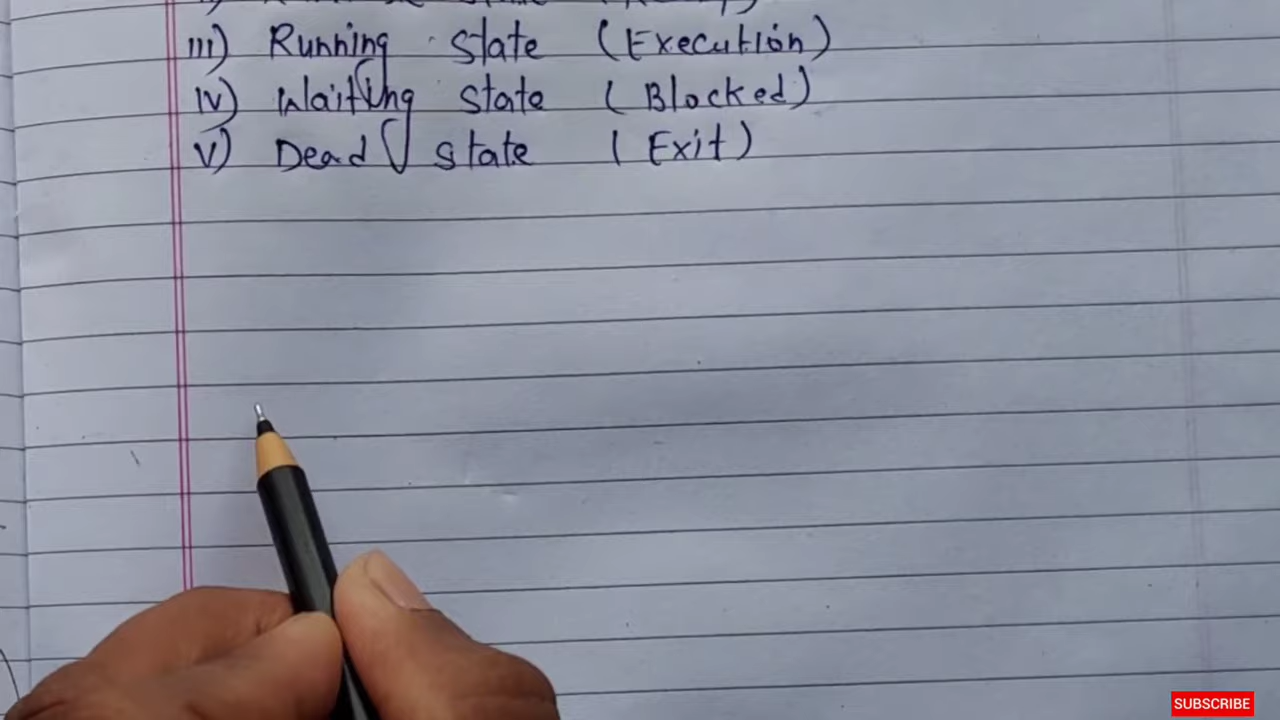 III) Running State (Execution)
IV) Waiting State (Blocked)
V) Dead State (Exit)
SUBSCRIBE